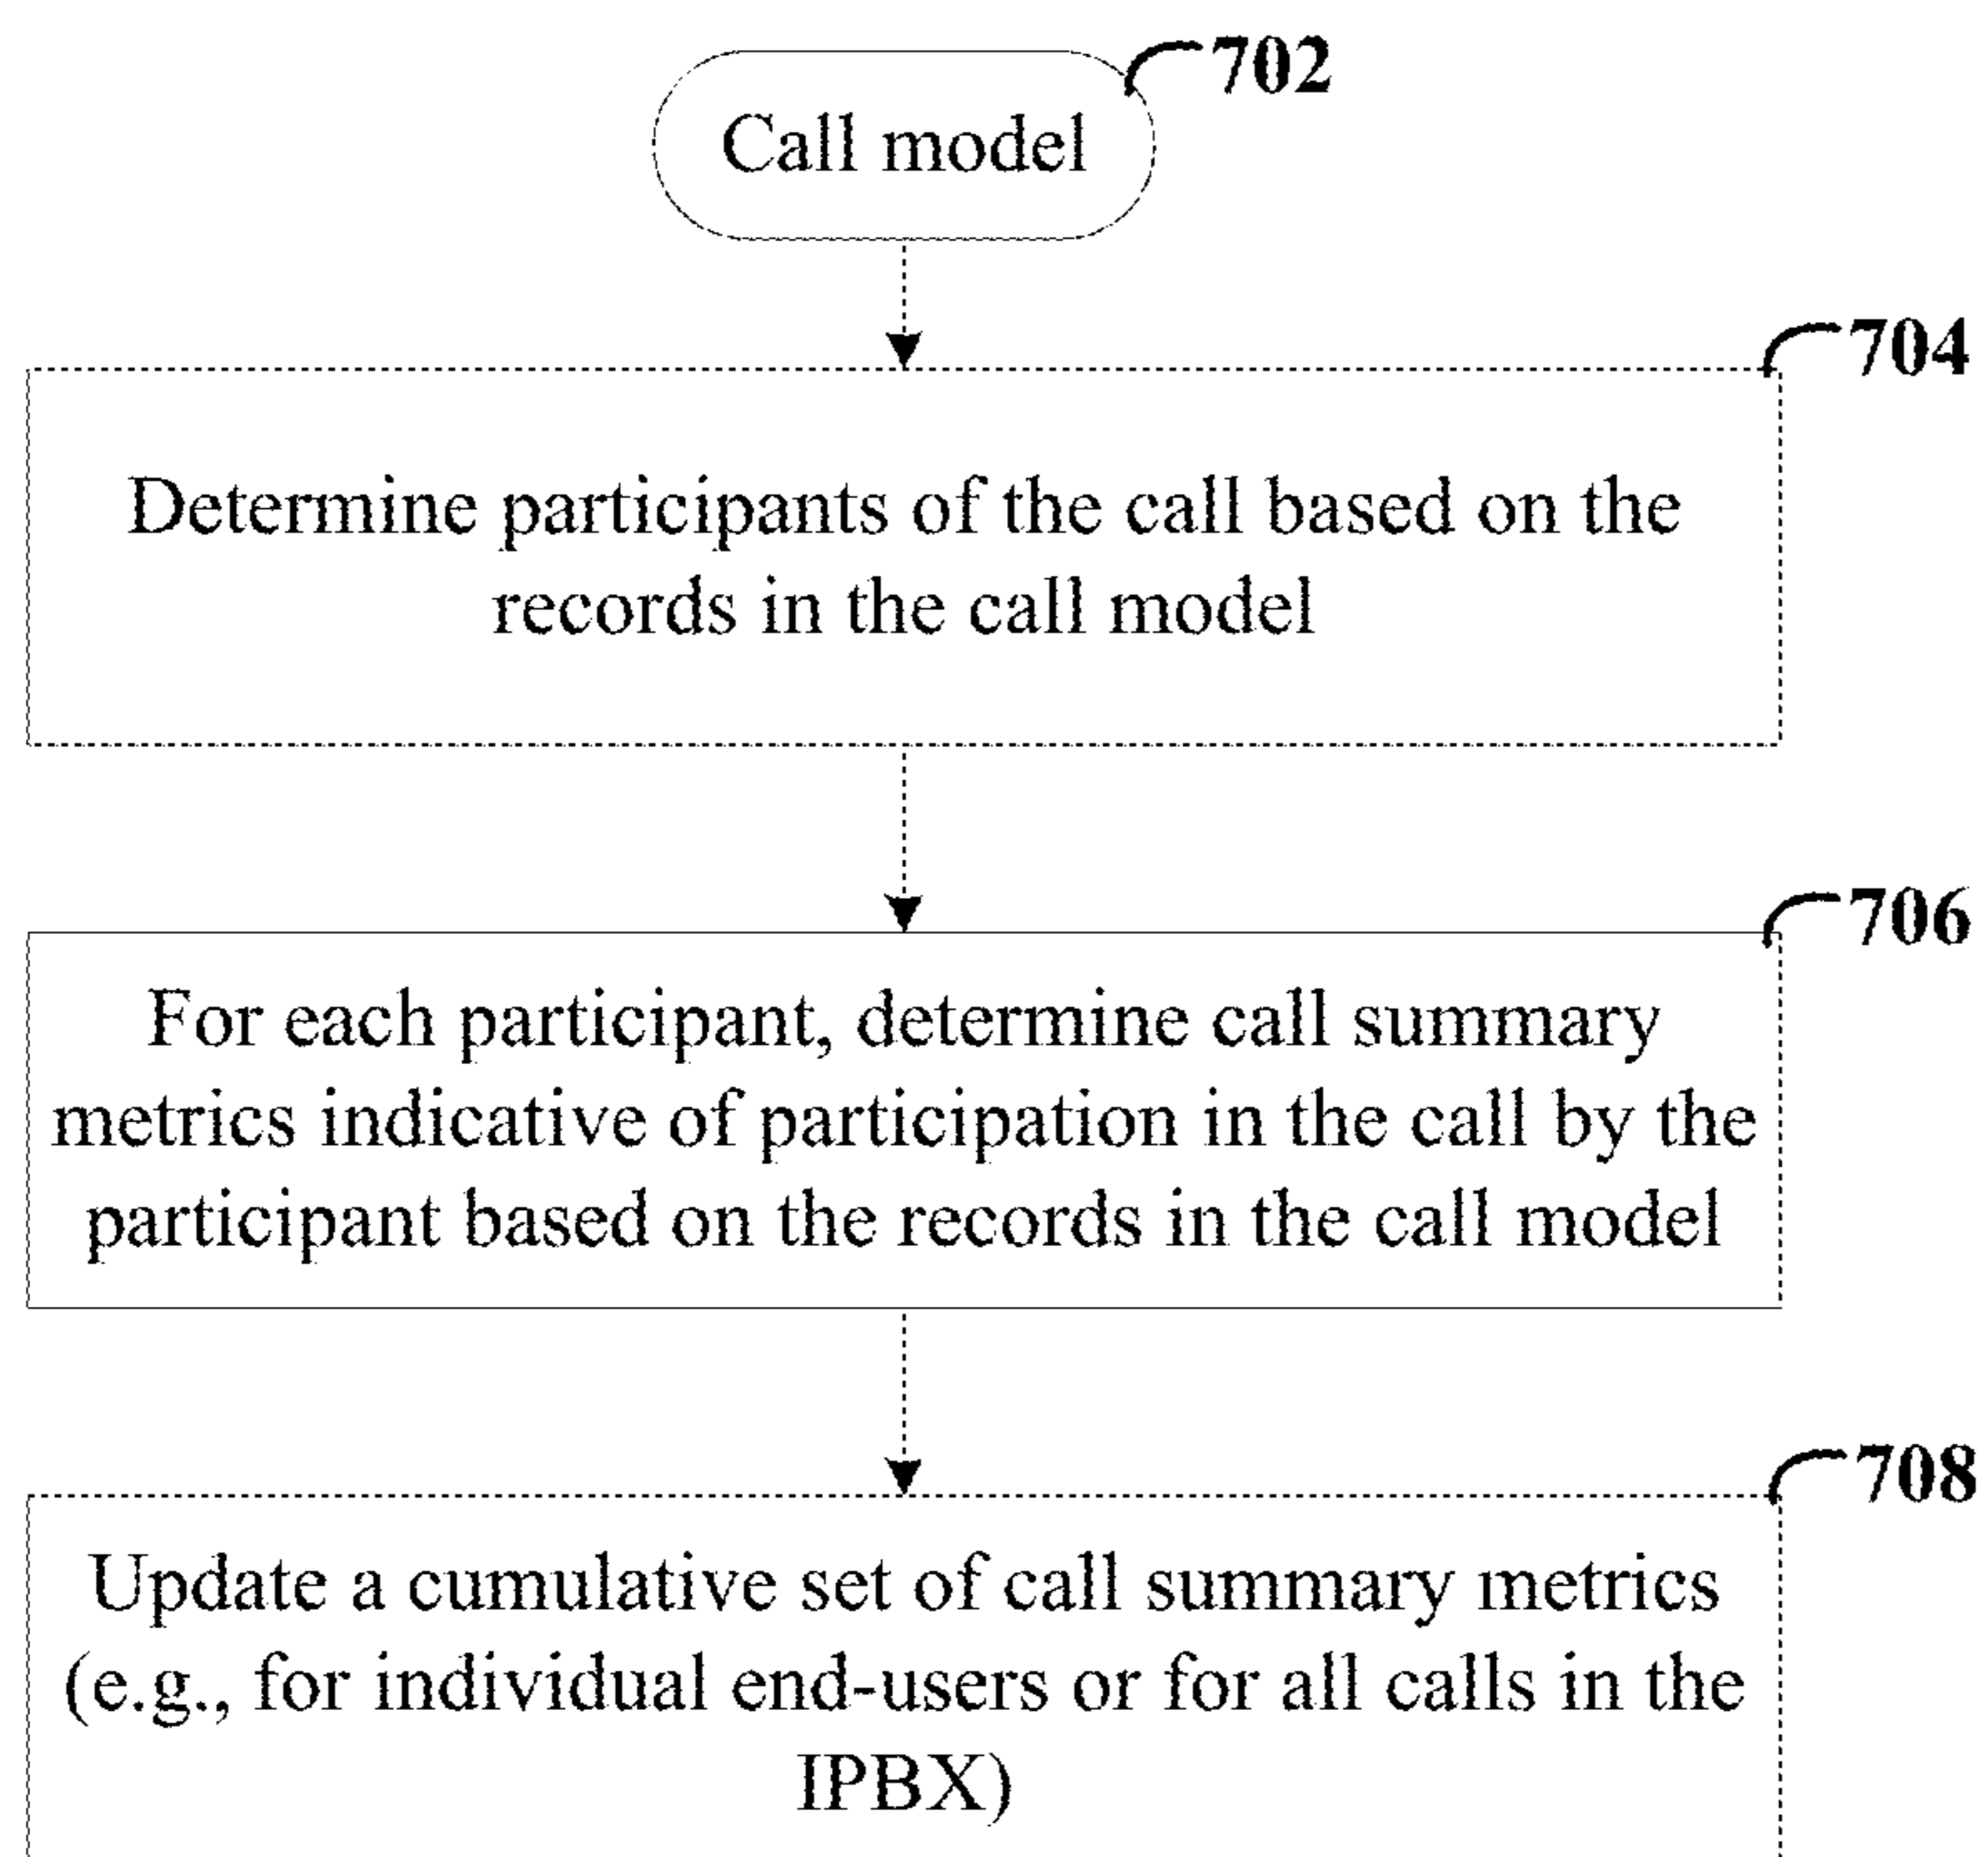 702
Call model
704
Determine participants of the call based on the
records in the call model
706
For each participant, determine call summary
metrics indicative of participation in the call by the
participant based on the records in the call model
708
Update a cumulative set of call summary metrics
(e.g., for individual end-users or for all calls in the
IPBX)